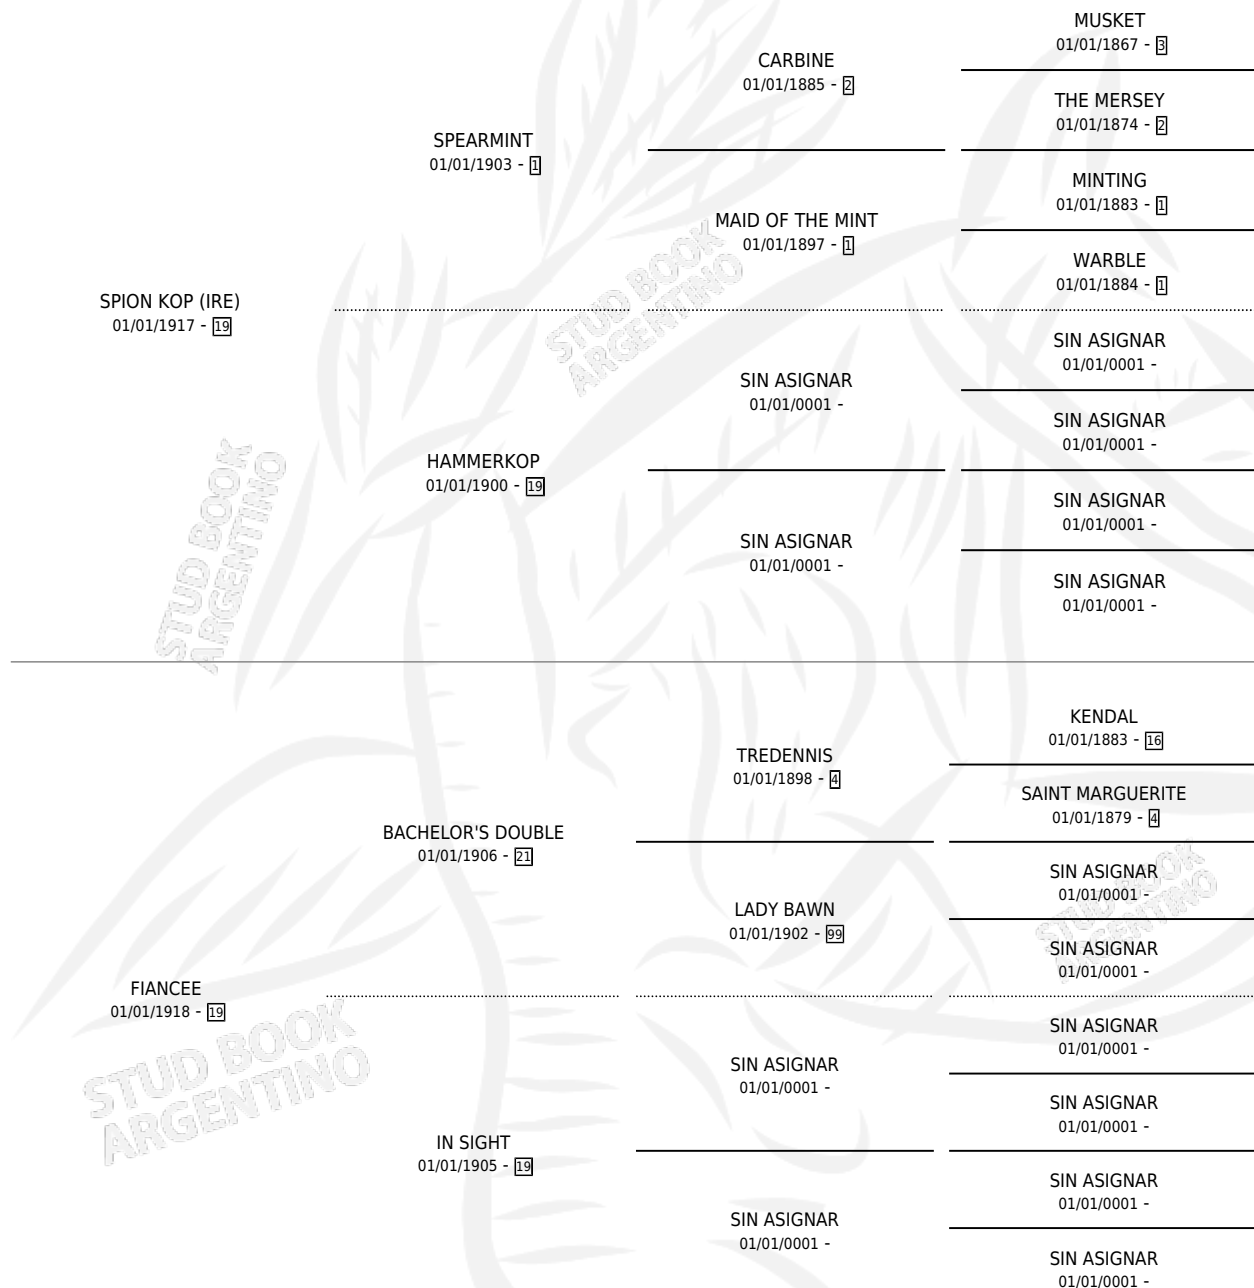 MUSKET
01/01/1867 - 3
CARBINE
01/01/1885 - 2
THE MERSEY
01/01/1874 - 2
SPEARMINT
01/01/1903 - 1
MINTING
01/01/1883 - 1
MAID OF THE MINT
01/01/1897 - 1
WARBLE
01/01/1884 - 1
SPION KOP (IRE)
01/01/1917 - 19
STUD BOOK
ARGENTINO
SIN ASIGNAR
01/01/0001 -
SIN ASIGNAR
01/01/0001 -
SIN ASIGNAR
01/01/0001 -
HAMMERKOP
01/01/1900 - 19
SIN ASIGNAR
01/01/0001 -
SIN ASIGNAR
01/01/0001 -
SIN ASIGNAR
01/01/0001 -
STUD BOOK
ARGENTINO
KENDAL
01/01/1883 - 16
TREDENNIS
01/01/1898 - 4
SAINT MARGUERITE
01/01/1879 - 4
BACHELOR'S DOUBLE
01/01/1906 - 21
SIN ASIGNAR
01/01/0001 -
LADY BAWN
01/01/1902 - 99
STUD BOOK
ARGENTINO
SIN ASIGNAR
01/01/0001 -
FIANCEE
01/01/1918 - 19
SIN ASIGNAR
01/01/0001 -
STUD BOOK
ARGENTINO
SIN ASIGNAR
01/01/0001 -
SIN ASIGNAR
01/01/0001 -
IN SIGHT
01/01/1905 - 19
SIN ASIGNAR
01/01/0001 -
SIN ASIGNAR
01/01/0001 -
SIN ASIGNAR
01/01/0001 -